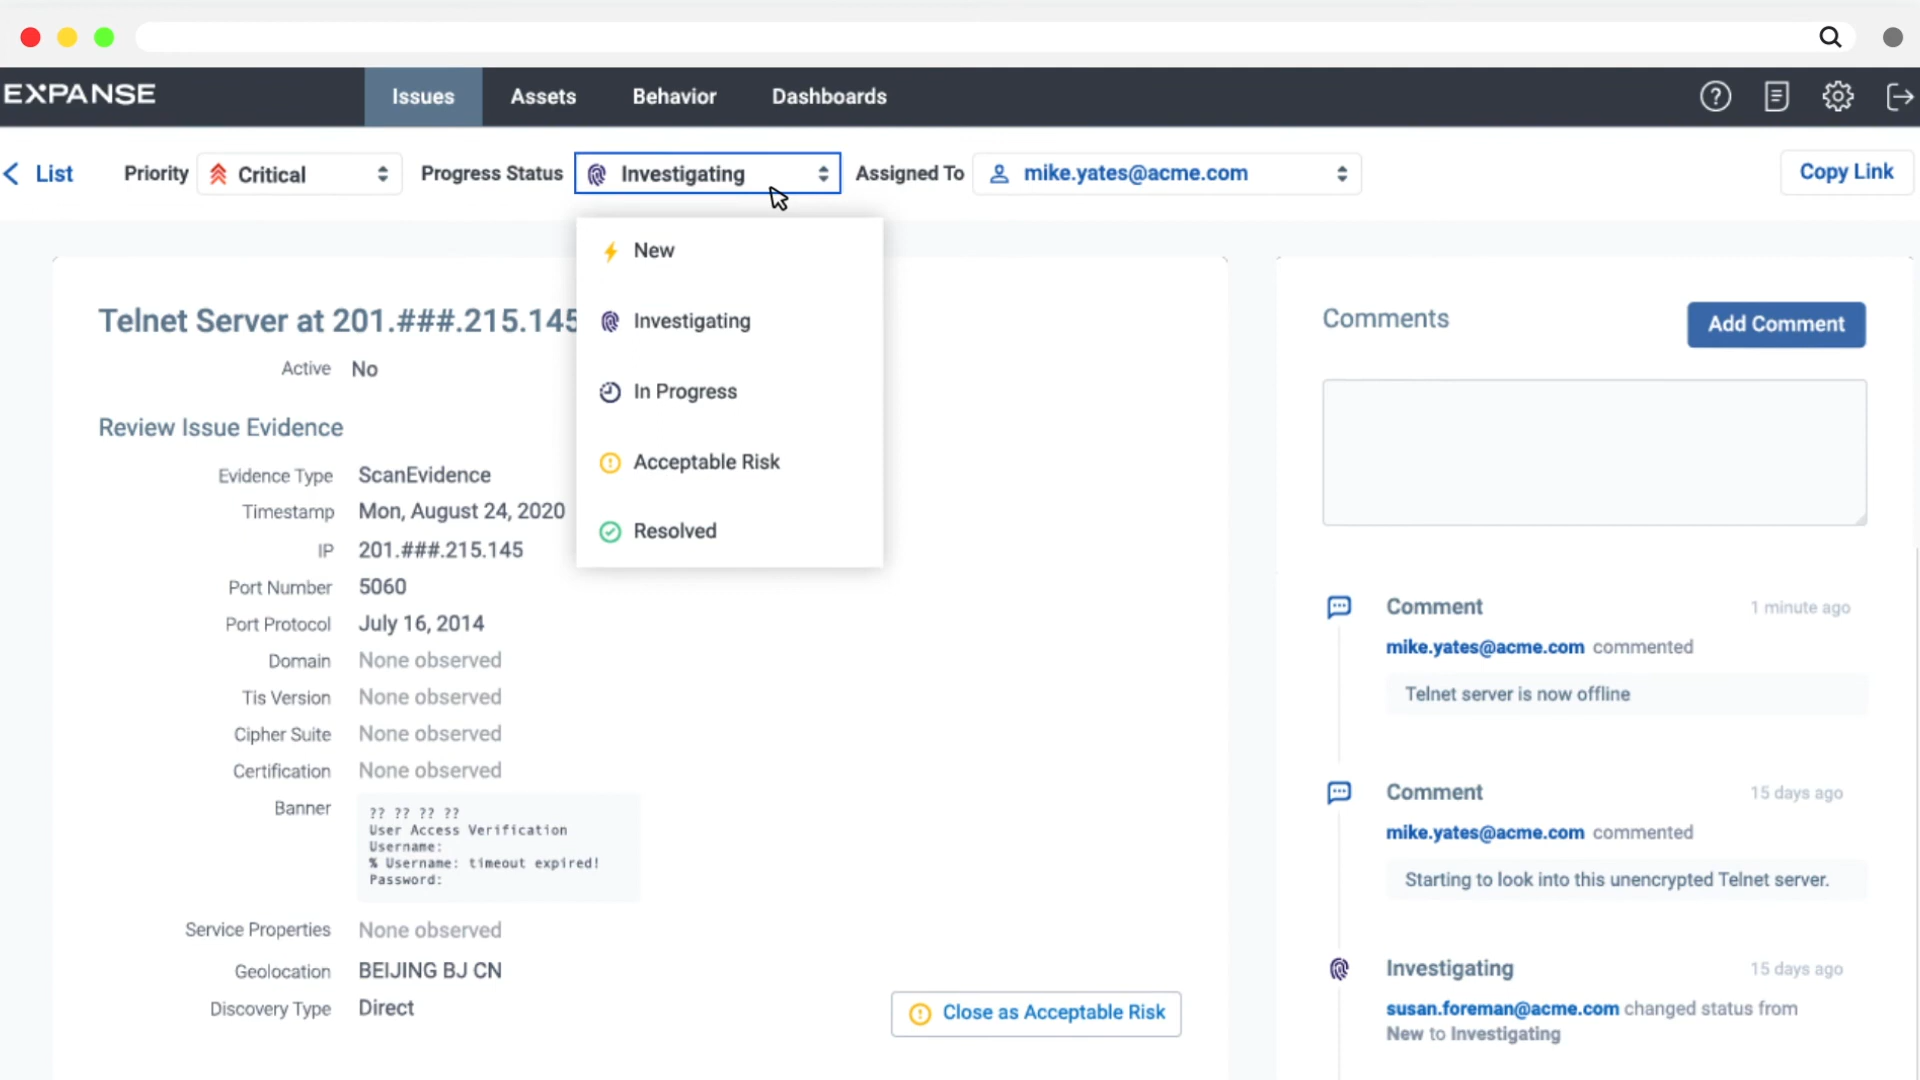 EXPANSE
Issues
Assets
Behavior
Dashboards
List
Priority
Critical
Progress Status
Investigating
Assigned To
mike.yates@acme.com
Copy Link
New
Investigating
In Progress
Acceptable Risk
Resolved
Telnet Server at 201.###.215.145
Active No
Review Issue Evidence
Evidence Type ScanEvidence
Timestamp Mon, August 24, 2020
IP 201.###.215.145
Port Number 5060
Port Protocol July 16, 2014
Domain None observed
Tis Version None observed
Cipher Suite None observed
Certification None observed
Banner
?? ?? ?? ??
User Access Verification
Username:
% Username: timeout expired!
Password:
Service Properties None observed
Geolocation BEIJING BJ CN
Discovery Type Direct
Close as Acceptable Risk
Comments
Add Comment
Comment 1 minute ago
mike.yates@acme.com commented
Telnet server is now offline
Comment 15 days ago
mike.yates@acme.com commented
Starting to look into this unencrypted Telnet server.
Investigating 15 days ago
susan.foreman@acme.com changed status from
New to Investigating